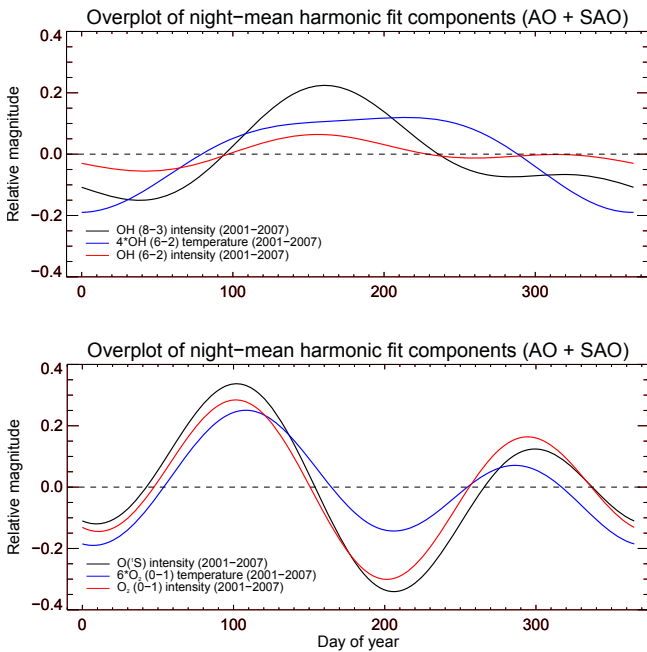 Overplot of night−mean harmonic fit components (AO + SAO)
0.4
0.2
0.0
−0.2
−0.4
Relative magnitude
OH (8−3) intensity (2001−2007)
4*OH (6−2) temperature (2001−2007)
OH (6−2) intensity (2001−2007)
0 100 200 300
Overplot of night−mean harmonic fit components (AO + SAO)
0.4
0.2
0.0
−0.2
−0.4
Relative magnitude
O(¹S) intensity (2001−2007)
6*O₂ (0−1) temperature (2001−2007)
O₂ (0−1) intensity (2001−2007)
0 100 200 300
Day of year